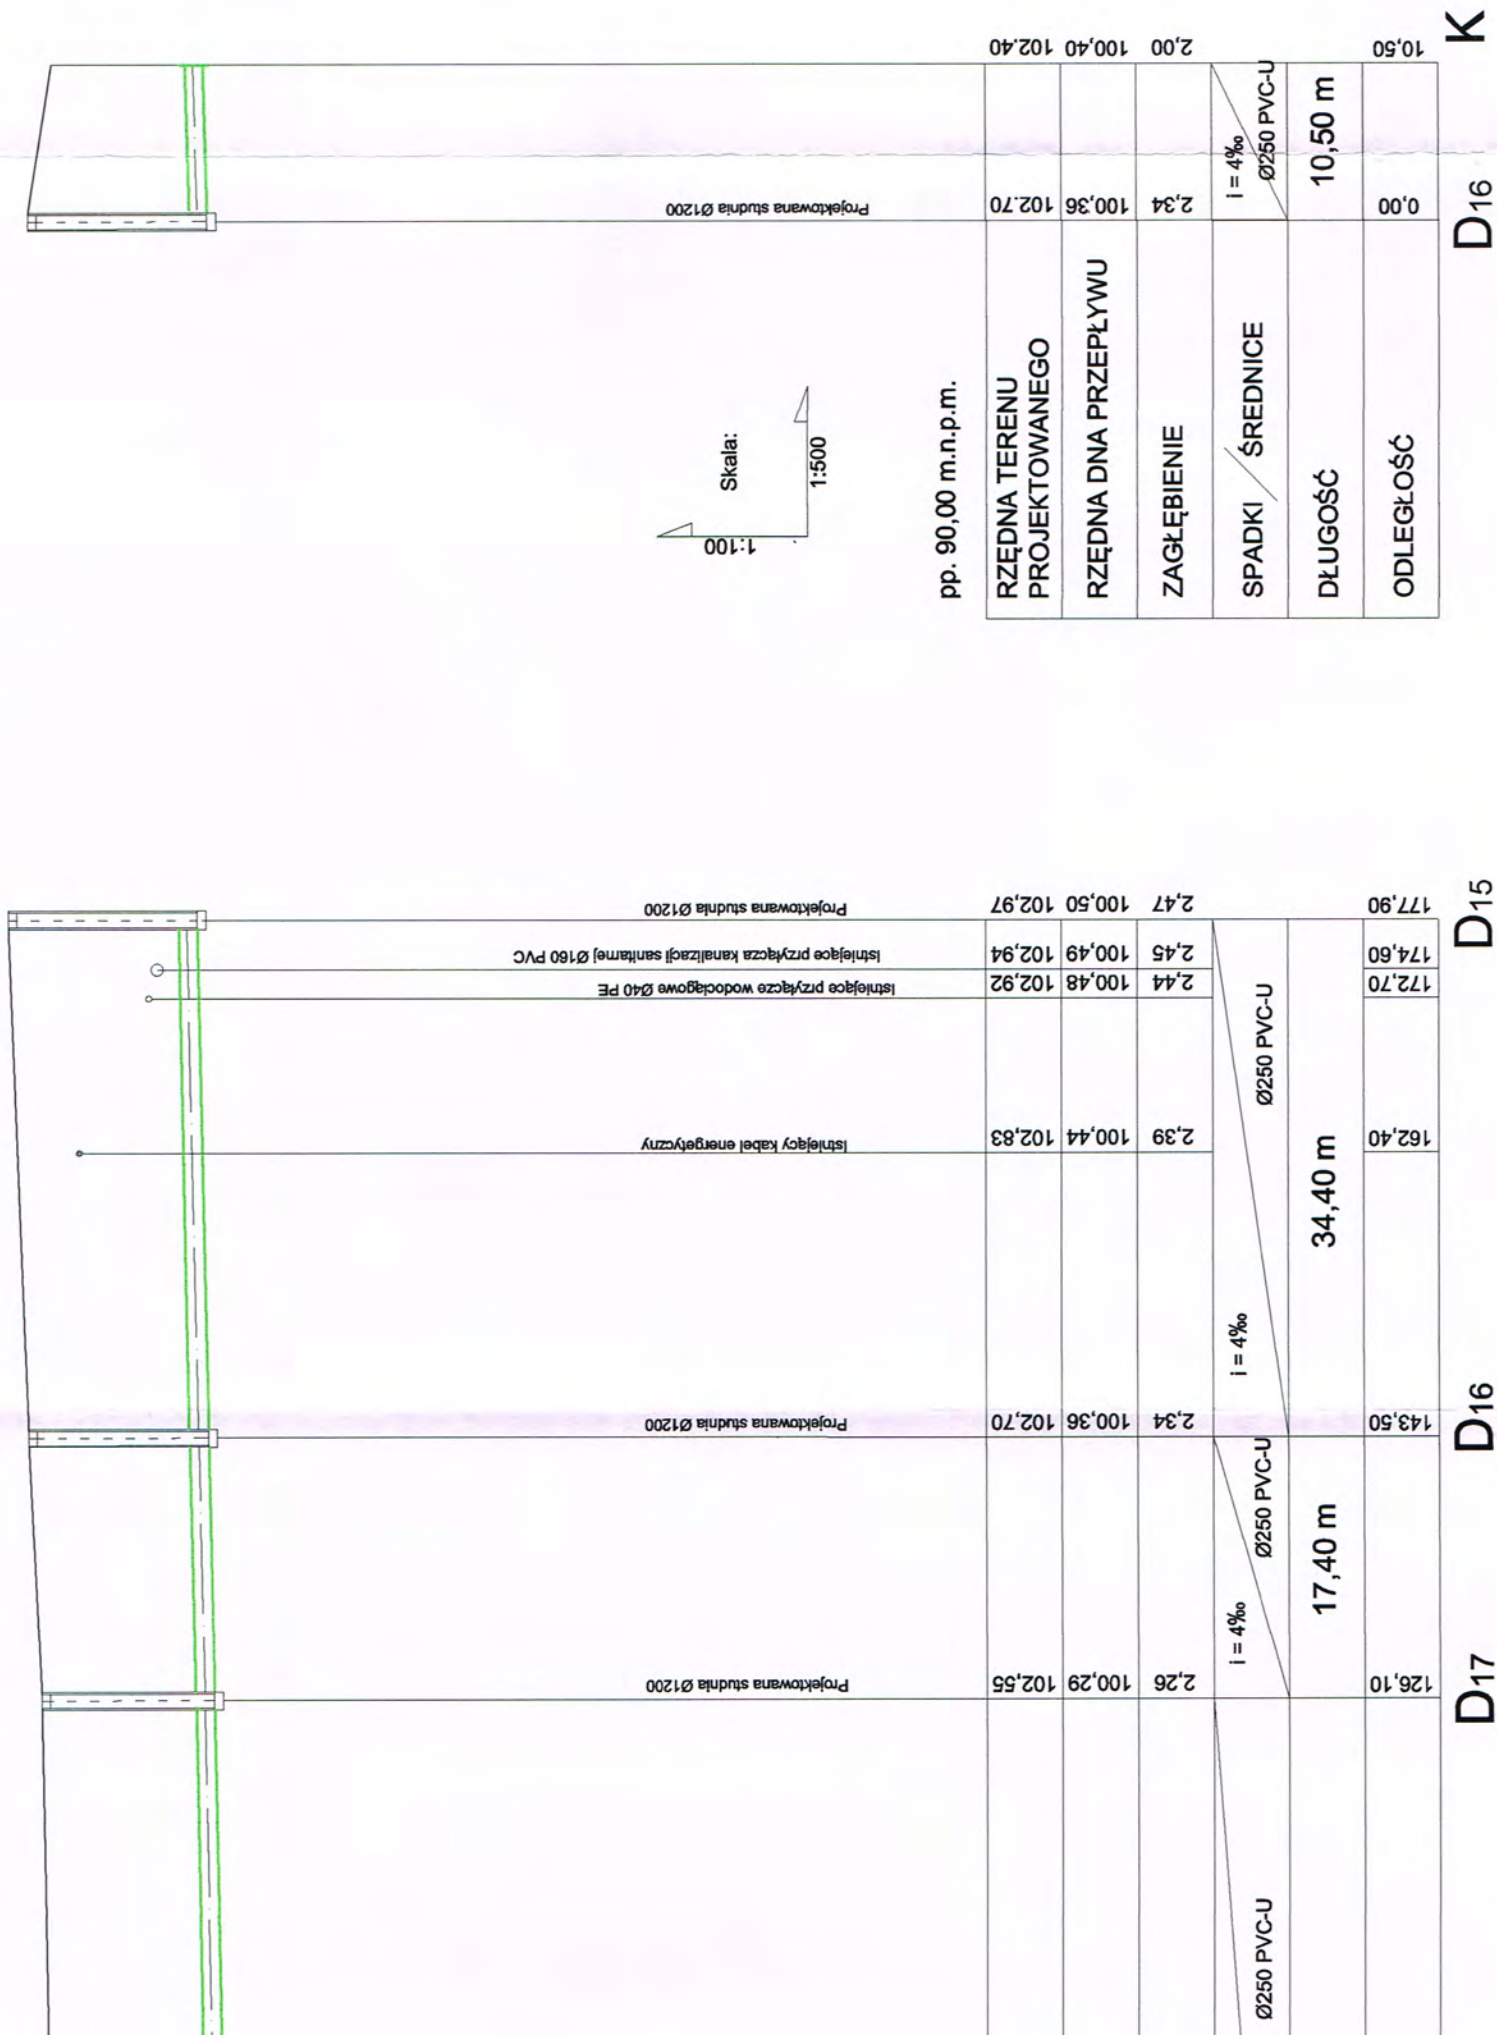 Projektowana studnia Ø1200
Skala:
1:100
1:500
pp. 90,00 m.n.p.m.
RZĘDNA TERENU
PROJEKTOWANEGO
102.70
102.40
RZĘDNA DNA PRZEPŁYWU
100,36
100,40
ZAGŁĘBIENIE
2,34
2,00
SPADKI / ŚREDNICE
i = 4‰
Ø250 PVC-U
DŁUGOŚĆ
10,50 m
ODLEGŁOŚĆ
0,00
10,50
D16
K
Projektowana studnia Ø1200
Projektowana studnia Ø1200
Istniejący kabel energetyczny
Istniejące przyłącze wodociągowe Ø40 PE
Istniejące przyłącza kanalizacji sanitarnej Ø160 PVC
Projektowana studnia Ø1200
102,55
102,70
102,83
102,92
102,94
102,97
100,29
100,36
100,44
100,48
100,49
100,50
2,26
2,34
2,39
2,44
2,45
2,47
Ø250 PVC-U
i = 4‰
Ø250 PVC-U
i = 4‰
Ø250 PVC-U
17,40 m
34,40 m
126,10
143,50
162,40
172,70
174,60
177,90
D17
D16
D15